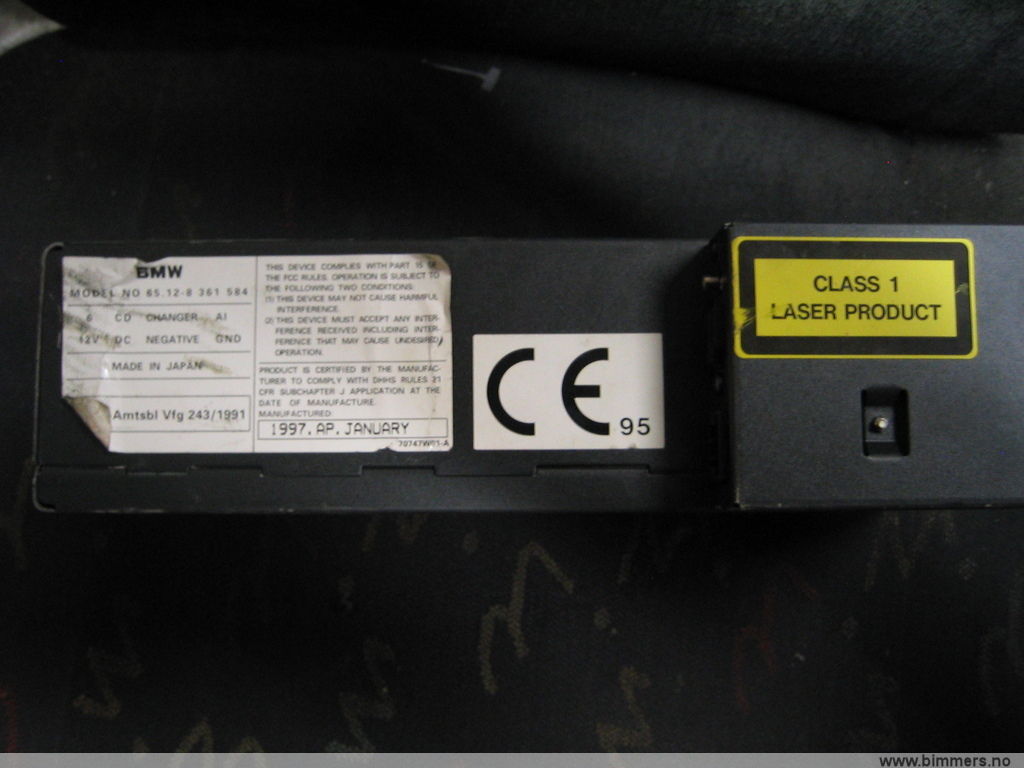 BMW
MODEL NO 65.12-8 361 584
6 CD CHANGER AI
12V DC NEGATIVE GND
MADE IN JAPAN
Amtsbl Vfg 243/1991
THIS DEVICE COMPLIES WITH PART 15 OF
THE FCC RULES. OPERATION IS SUBJECT TO
THE FOLLOWING TWO CONDITIONS:
(1) THIS DEVICE MAY NOT CAUSE HARMFUL
INTERFERENCE.
(2) THIS DEVICE MUST ACCEPT ANY INTER-
FERENCE RECEIVED INCLUDING INTER-
FERENCE THAT MAY CAUSE UNDESIRED
OPERATION.
PRODUCT IS CERTIFIED BY THE MANUFAC-
TURER TO COMPLY WITH DHHS RULES 21
CFR SUBCHAPTER J APPLICATION AT THE
DATE OF MANUFACTURE.
MANUFACTURED:
1997. AP. JANUARY
70747W01-A
CE 95
CLASS 1
LASER PRODUCT
www.bimmers.no